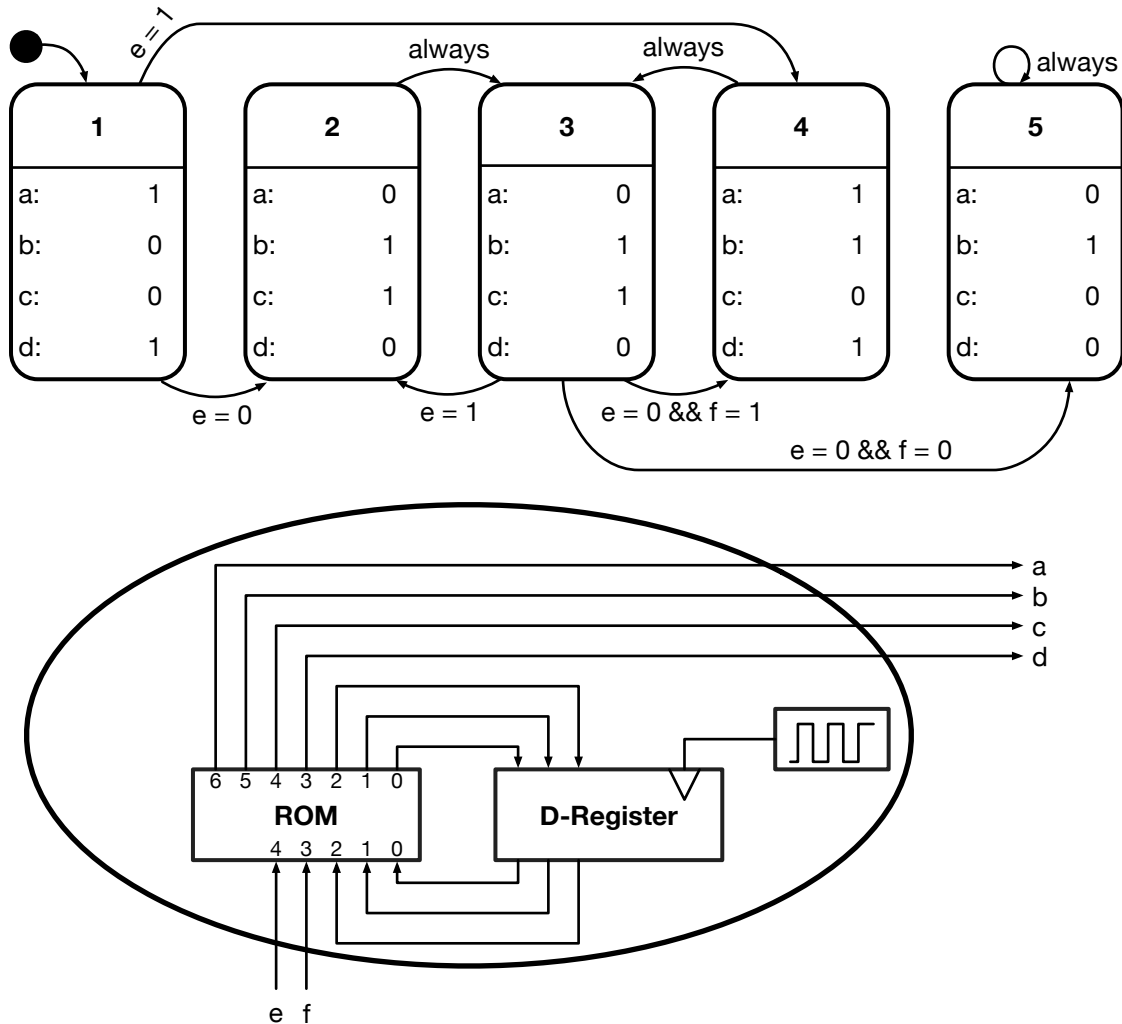 e = 1
always
always
always
1
2
3
4
5
a: 1
b: 0
c: 0
d: 1
a: 0
b: 1
c: 1
d: 0
a: 0
b: 1
c: 1
d: 0
a: 1
b: 1
c: 0
d: 1
a: 0
b: 1
c: 0
d: 0
e = 0
e = 1
e = 0 && f = 1
e = 0 && f = 0
a
b
c
d
6 5 4 3 2 1 0
ROM
4 3 2 1 0
D-Register
e f